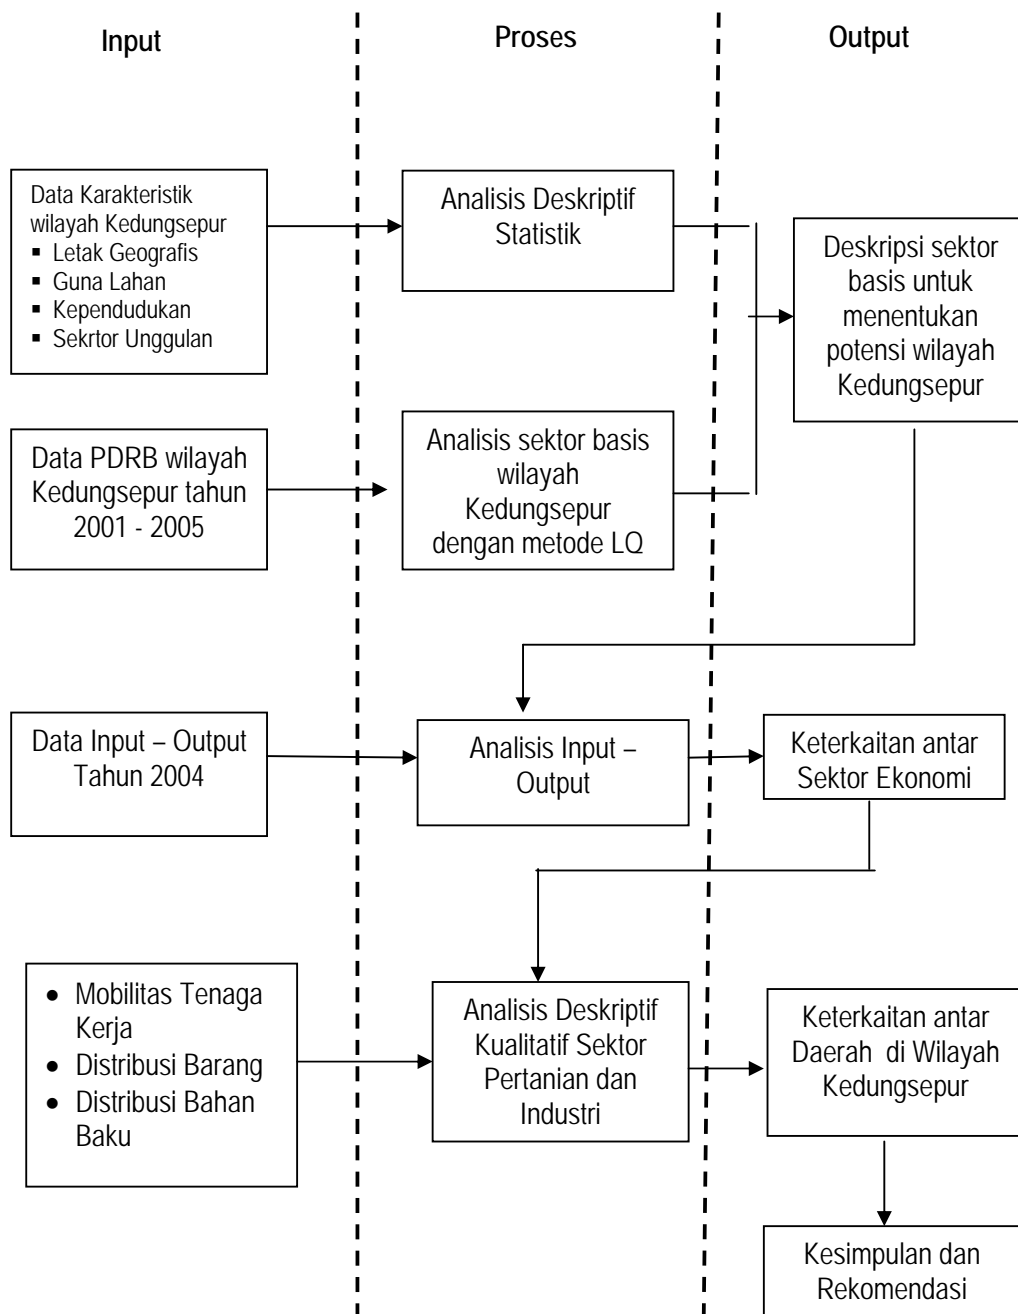 Input
Proses
Output
Data Karakteristik
wilayah Kedungsepur
▪ Letak Geografis
▪ Guna Lahan
▪ Kependudukan
▪ Sekrtor Unggulan
Analisis Deskriptif
Statistik
Deskripsi sektor
basis untuk
menentukan
potensi wilayah
Kedungsepur
Data PDRB wilayah
Kedungsepur tahun
2001 - 2005
Analisis sektor basis
wilayah
Kedungsepur
dengan metode LQ
Data Input – Output
Tahun 2004
Analisis Input –
Output
Keterkaitan antar
Sektor Ekonomi
• Mobilitas Tenaga
Kerja
• Distribusi Barang
• Distribusi Bahan
Baku
Analisis Deskriptif
Kualitatif Sektor
Pertanian dan
Industri
Keterkaitan antar
Daerah di Wilayah
Kedungsepur
Kesimpulan dan
Rekomendasi